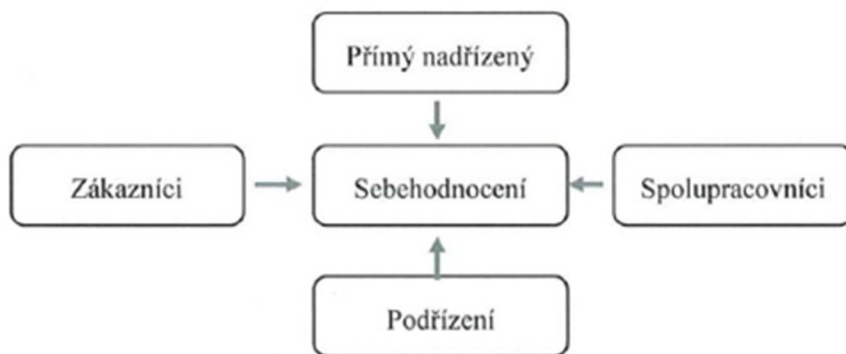 Přímý nadřízený
Zákazníci
Sebehodnocení
Spolupracovníci
Podřízení